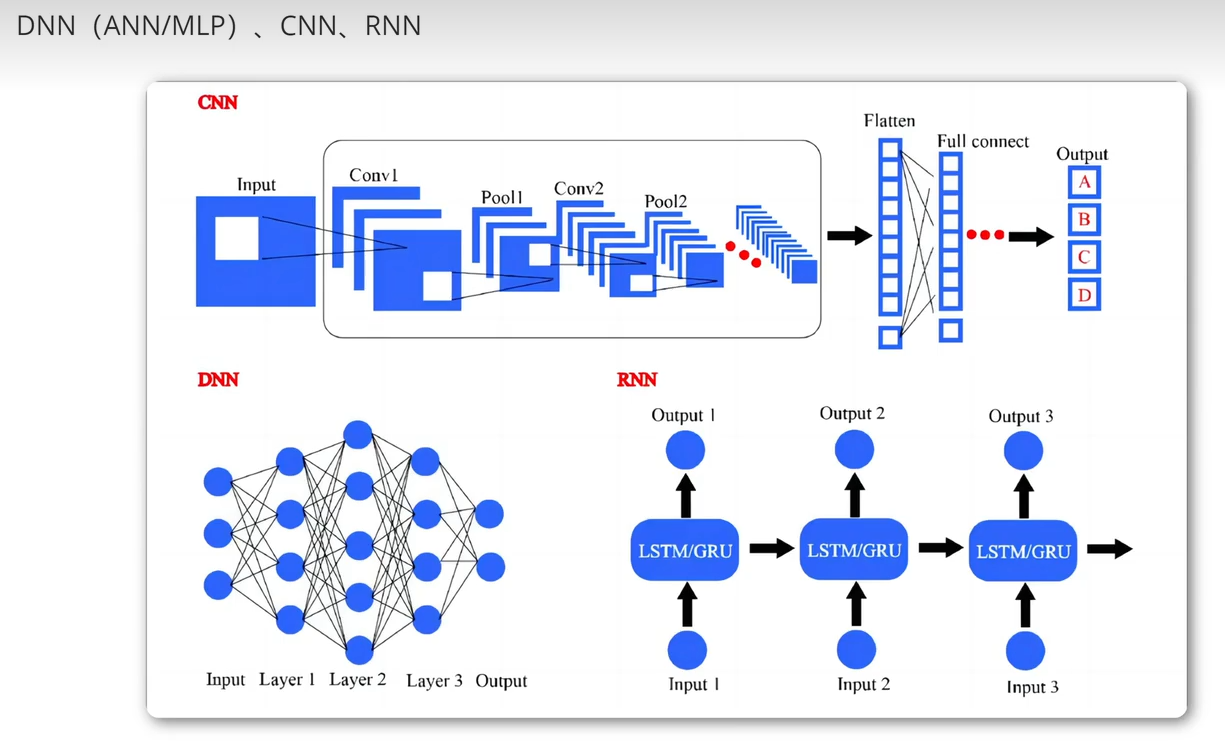 DNN（ANN/MLP）、CNN、RNN
CNN
Input
Conv1
Pool1
Conv2
Pool2
Flatten
Full connect
Output
A
B
C
D
DNN
Input Layer 1 Layer 2 Layer 3 Output
RNN
Output 1 Output 2 Output 3
LSTM/GRU LSTM/GRU LSTM/GRU
Input 1 Input 2 Input 3